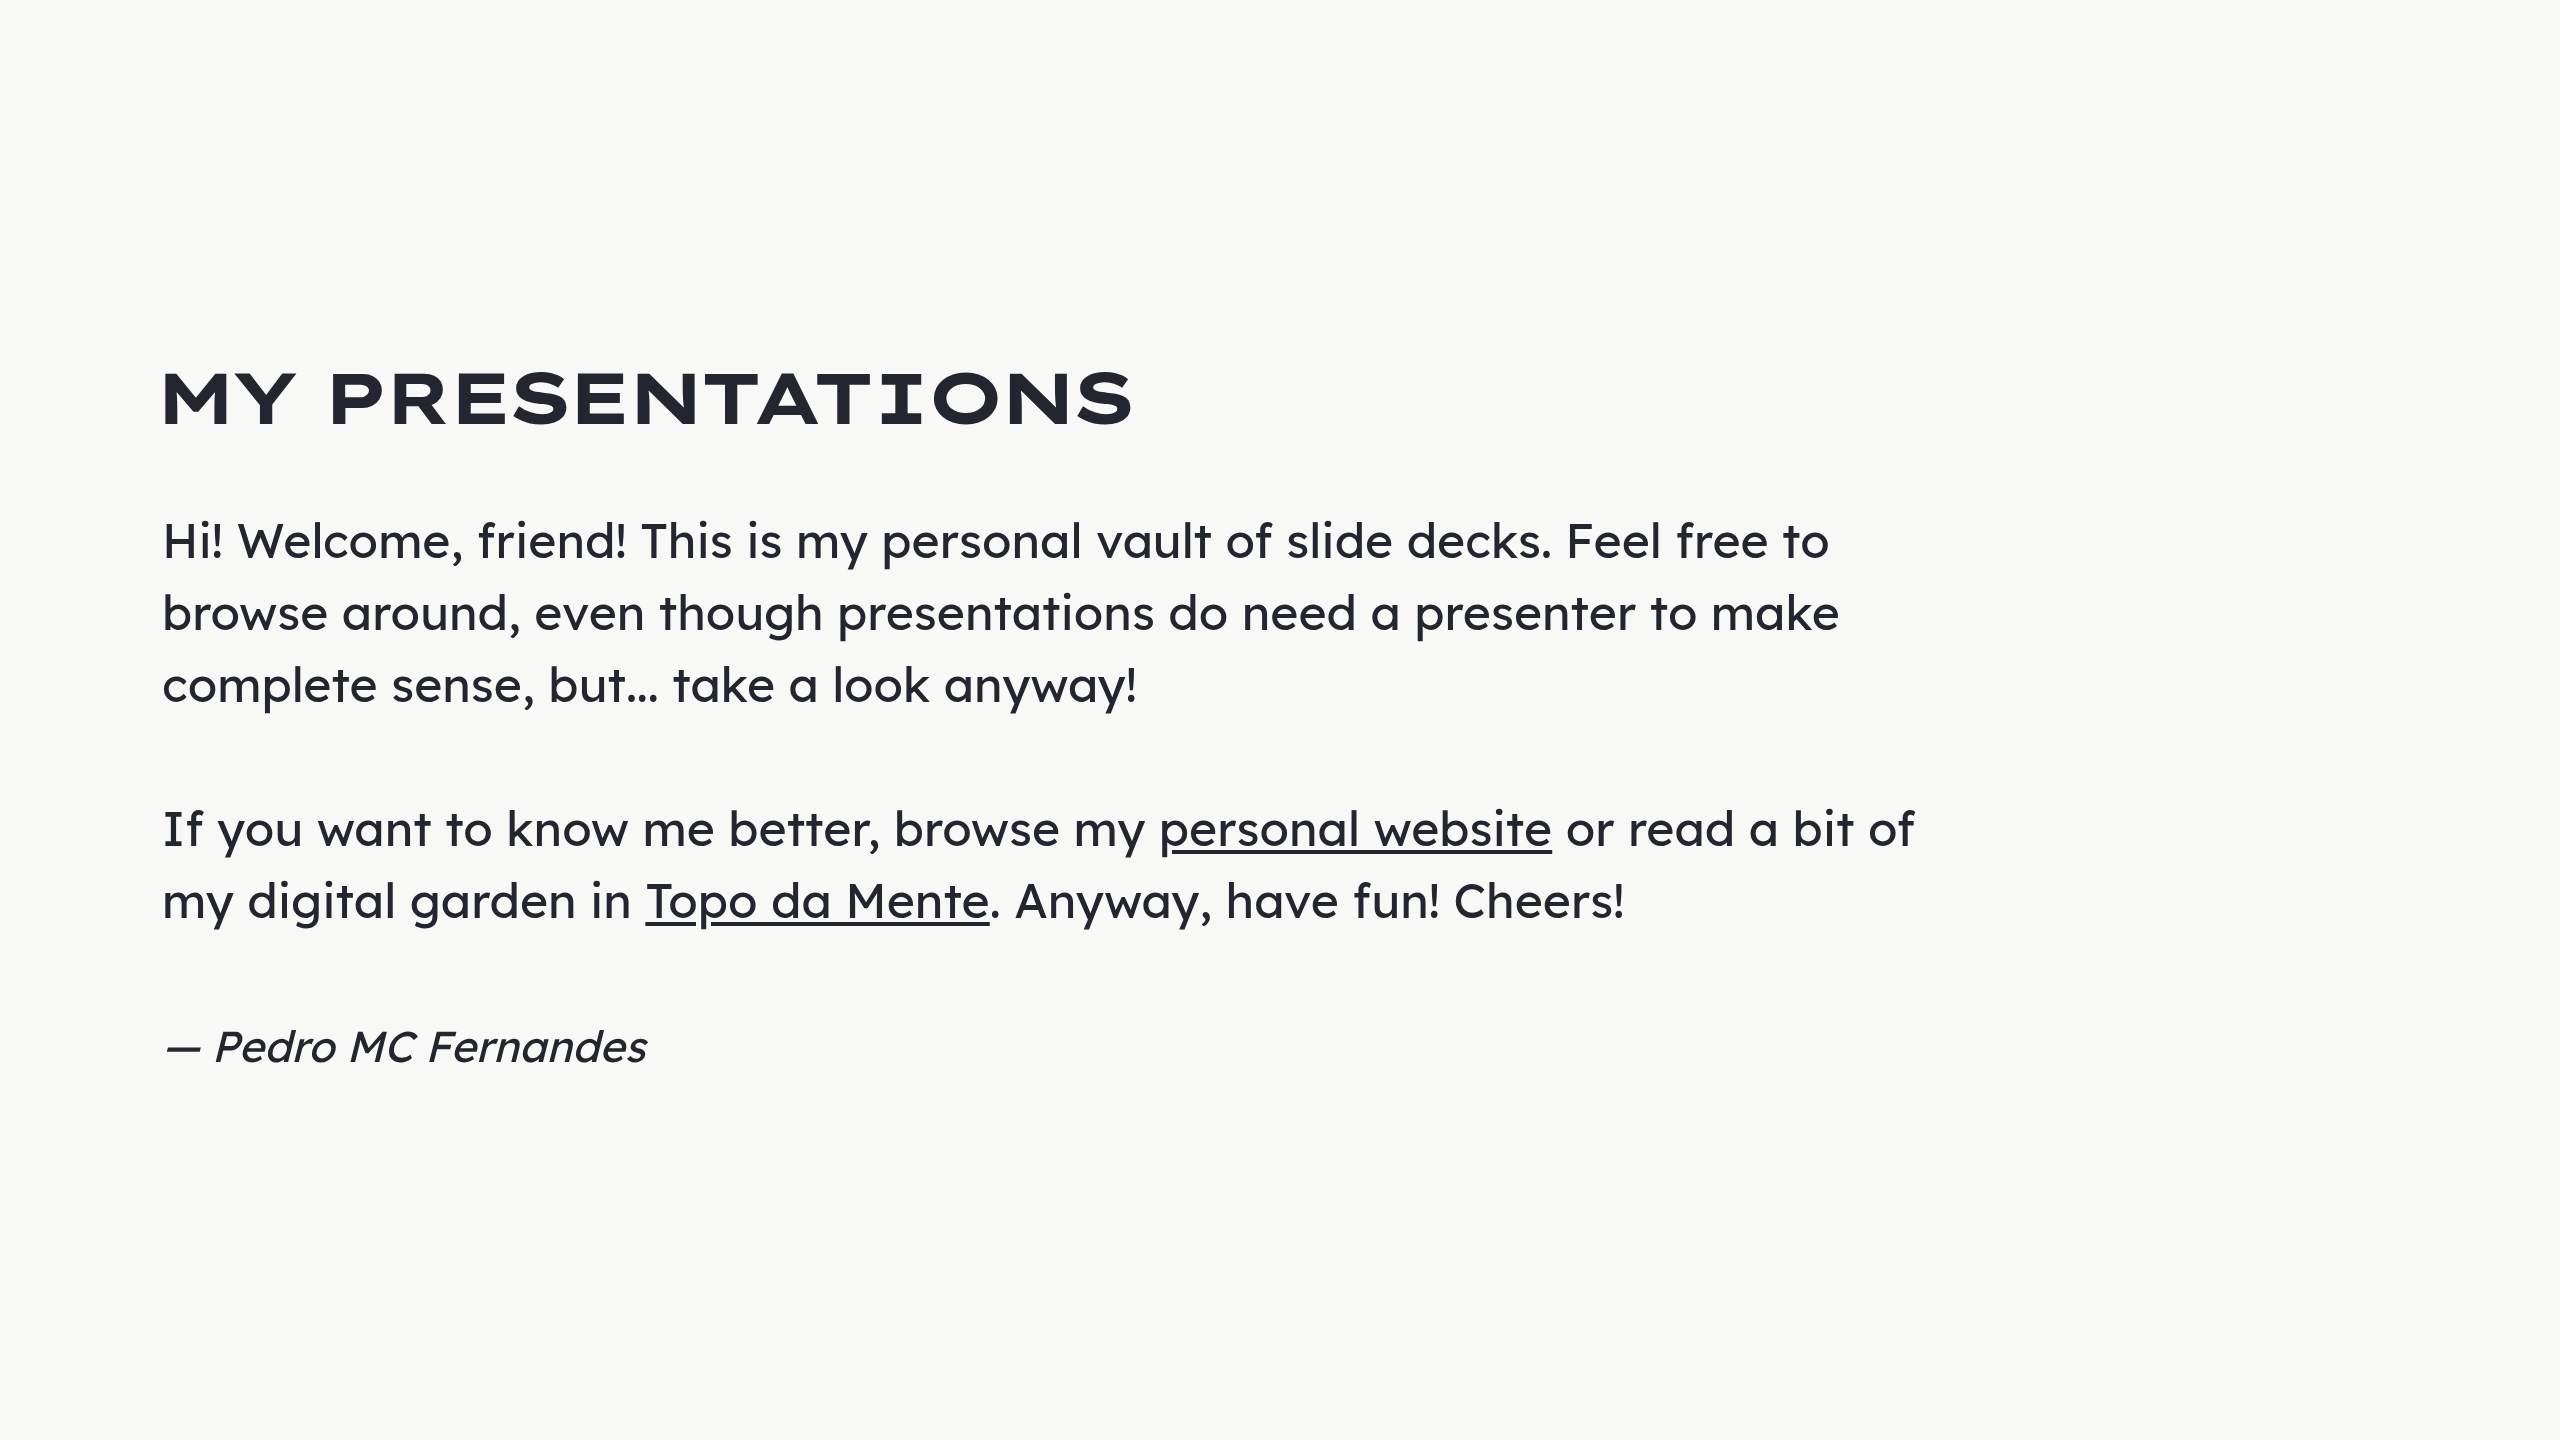 MY PRESENTATIONS
Hi! Welcome, friend! This is my personal vault of slide decks. Feel free to
browse around, even though presentations do need a presenter to make
complete sense, but... take a look anyway!
If you want to know me better, browse my personal website or read a bit of
my digital garden in Topo da Mente. Anyway, have fun! Cheers!
— Pedro MC Fernandes